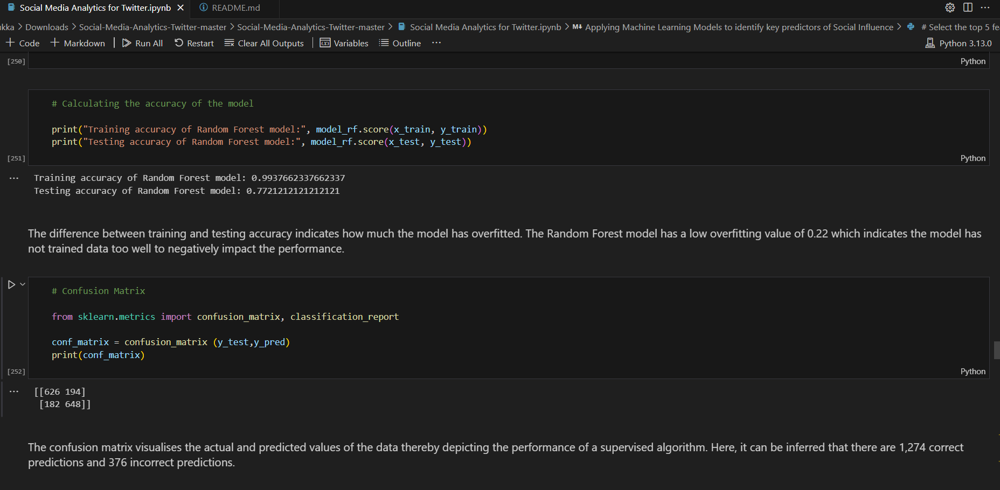 Social Media Analytics for Twitter.ipynb README.md
kka > Downloads > Social-Media-Analytics-Twitter-master > Social-Media-Analytics-Twitter-master > Social Media Analytics for Twitter.ipynb > M↓ Applying Machine Learning Models to identify key predictors of Social Influence > # Select the top 5 fe
+ Code + Markdown | Run All Restart Clear All Outputs | Variables Outline ··· Python 3.13.0
[250] Python
# Calculating the accuracy of the model
print("Training accuracy of Random Forest model:", model_rf.score(x_train, y_train))
print("Testing accuracy of Random Forest model:", model_rf.score(x_test, y_test))
[251] Python
Training accuracy of Random Forest model: 0.9937662337662337
Testing accuracy of Random Forest model: 0.7721212121212121
The difference between training and testing accuracy indicates how much the model has overfitted. The Random Forest model has a low overfitting value of 0.22 which indicates the model has
not trained data too well to negatively impact the performance.
# Confusion Matrix
from sklearn.metrics import confusion_matrix, classification_report
conf_matrix = confusion_matrix (y_test,y_pred)
print(conf_matrix)
[252] Python
[[626 194]
[182 648]]
The confusion matrix visualises the actual and predicted values of the data thereby depicting the performance of a supervised algorithm. Here, it can be inferred that there are 1,274 correct
predictions and 376 incorrect predictions.